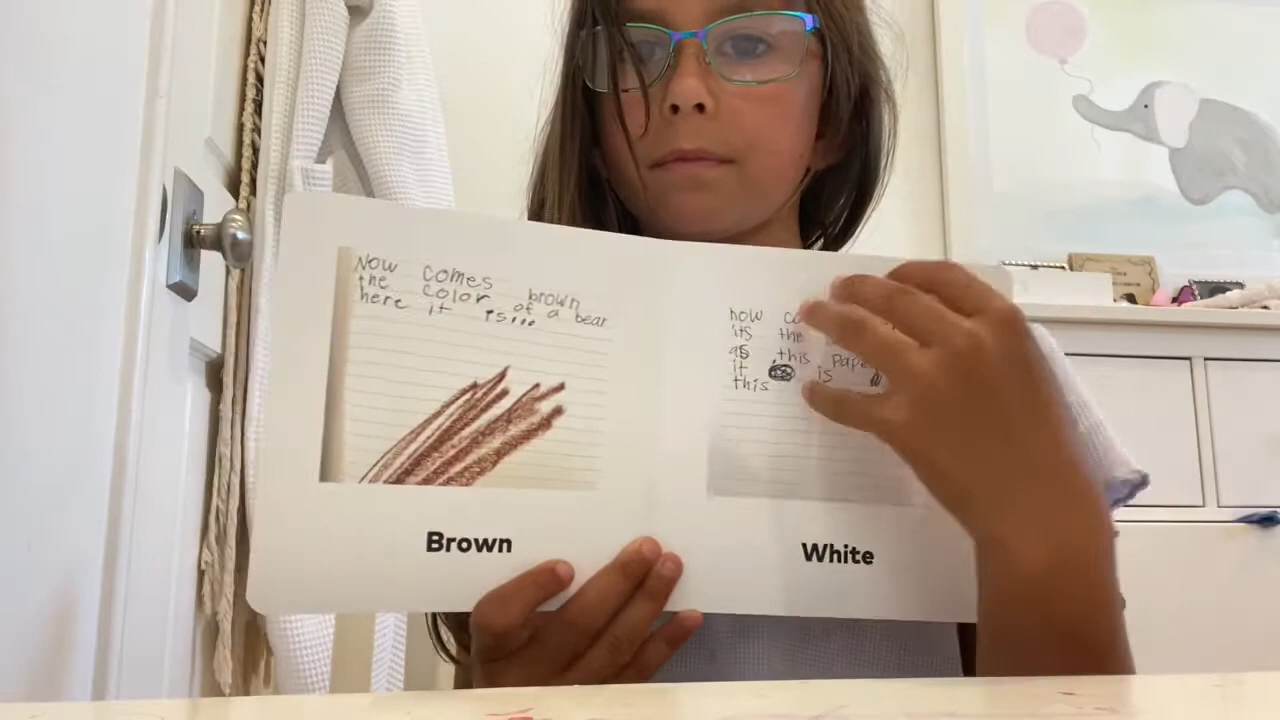 Now comes brown
the color of a bear
here it is...
Brown
now
its the
as this
it is
this
White